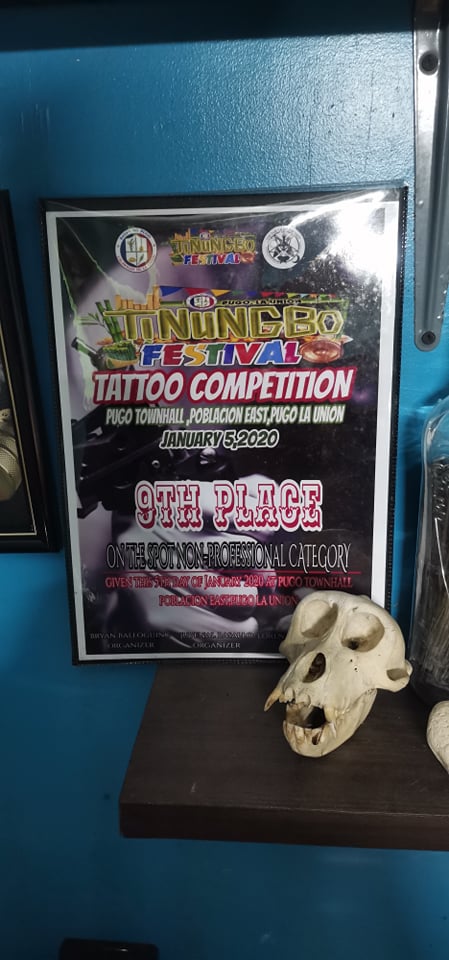 TINUNGBO
FESTIVAL
PUGO, LA UNION
TINUNGBO
FESTIVAL
TATTOO COMPETITION
PUGO TOWNHALL ,POBLACION EAST,PUGO LA UNION
JANUARY 5,2020
9TH PLACE
ON THE SPOT NON-PROFESSIONAL CATEGORY
GIVEN THIS 5TH DAY OF JANUARY 2020 AT PUGO TOWNHALL
POBLACION EAST,PUGO LA UNION
BRYAN
ORGANIZER ORGANIZER